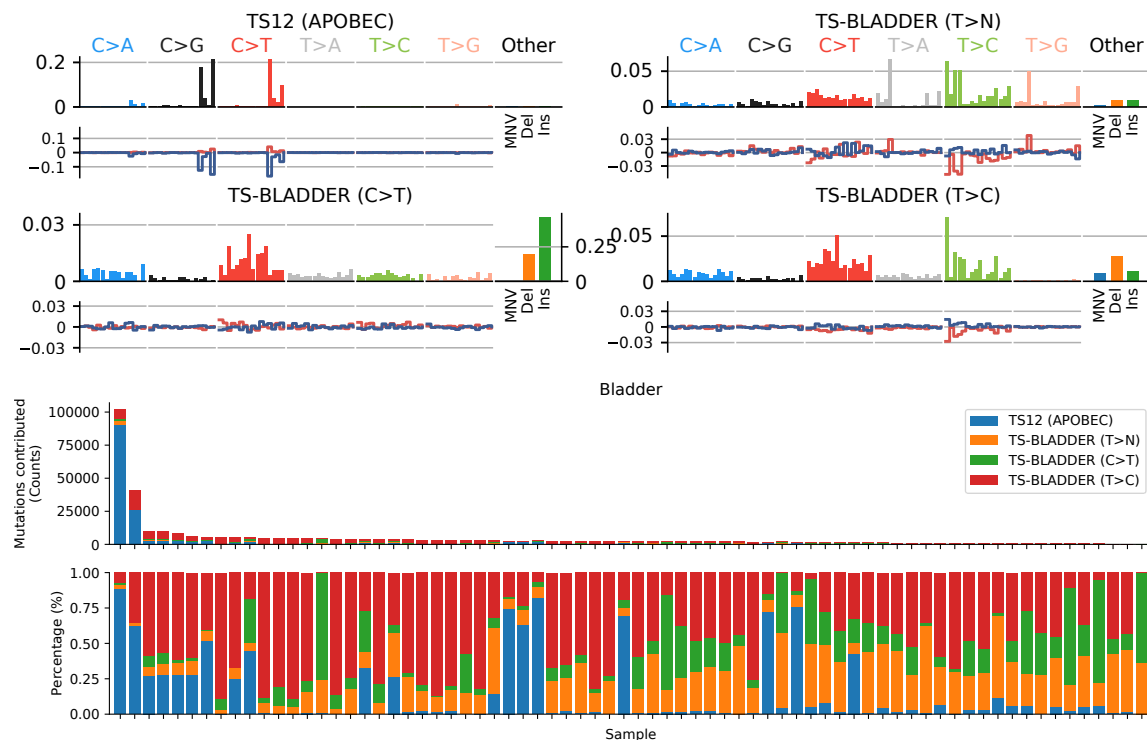 TS12 (APOBEC)
C>A C>G C>T T>A T>C T>G Other
0.2
0
MNV
Del
Ins
0.1
0
−0.1
TS-BLADDER (T>N)
C>A C>G C>T T>A T>C T>G Other
0.05
0
MNV
Del
Ins
0.03
0
−0.03
TS-BLADDER (C>T)
0.03
0
0.25
0
MNV
Del
Ins
0.03
0
−0.03
TS-BLADDER (T>C)
0.05
0
MNV
Del
Ins
0.03
0
−0.03
Bladder
Mutations contributed
(Counts)
100000
75000
50000
25000
0
TS12 (APOBEC)
TS-BLADDER (T>N)
TS-BLADDER (C>T)
TS-BLADDER (T>C)
Percentage (%)
1.00
0.75
0.50
0.25
0.00
Sample